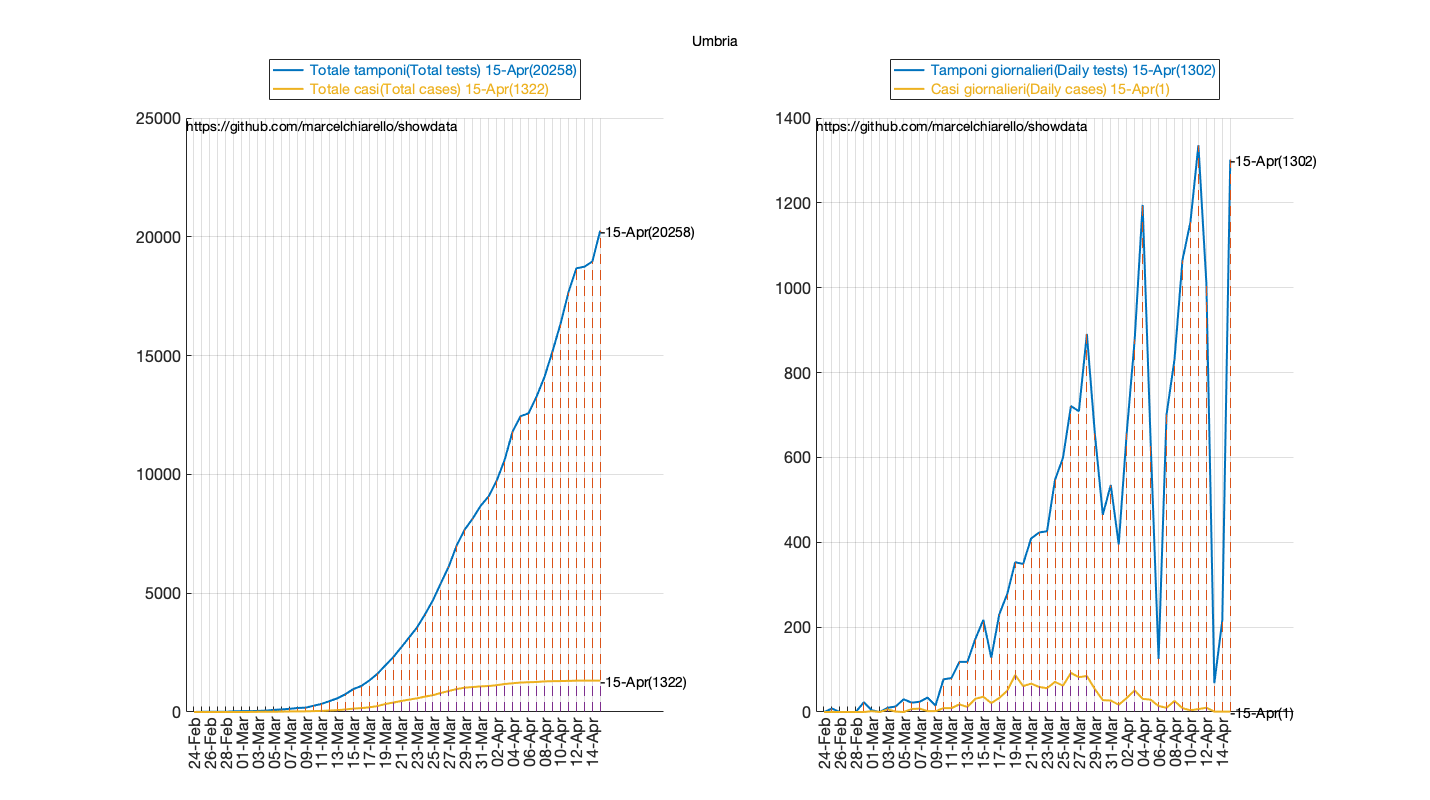 Umbria
Totale tamponi(Total tests) 15-Apr(20258)
Totale casi(Total cases) 15-Apr(1322)
https://github.com/marcelchiarello/showdata
25000
20000
15000
10000
5000
0
15-Apr(20258)
15-Apr(1322)
24-Feb
26-Feb
28-Feb
01-Mar
03-Mar
05-Mar
07-Mar
09-Mar
11-Mar
13-Mar
15-Mar
17-Mar
19-Mar
21-Mar
23-Mar
25-Mar
27-Mar
29-Mar
31-Mar
02-Apr
04-Apr
06-Apr
08-Apr
10-Apr
12-Apr
14-Apr
Tamponi giornalieri(Daily tests) 15-Apr(1302)
Casi giornalieri(Daily cases) 15-Apr(1)
https://github.com/marcelchiarello/showdata
1400
1200
1000
800
600
400
200
0
15-Apr(1302)
15-Apr(1)
24-Feb
26-Feb
28-Feb
01-Mar
03-Mar
05-Mar
07-Mar
09-Mar
11-Mar
13-Mar
15-Mar
17-Mar
19-Mar
21-Mar
23-Mar
25-Mar
27-Mar
29-Mar
31-Mar
02-Apr
04-Apr
06-Apr
08-Apr
10-Apr
12-Apr
14-Apr